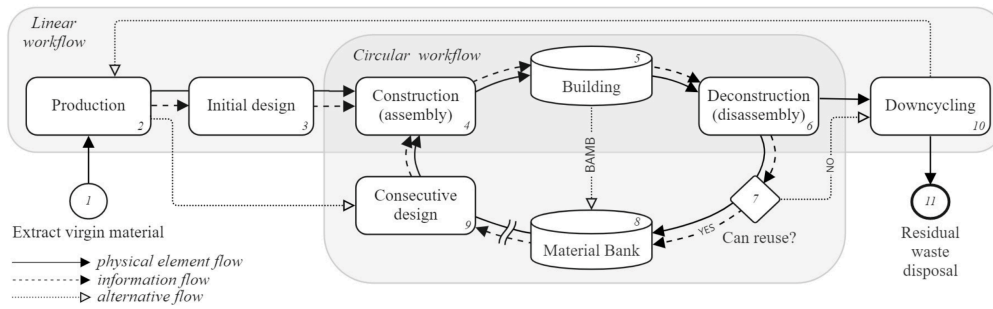 Linear
workflow
Circular workflow
5
Building
Production
2
Initial design
3
Construction
(assembly)
4
Deconstruction
(disassembly)
6
Downcycling
10
BAMB
NO
1
Extract virgin material
Consecutive
design
9
7
YES
Can reuse?
8
Material Bank
11
Residual
waste
disposal
physical element flow
information flow
alternative flow